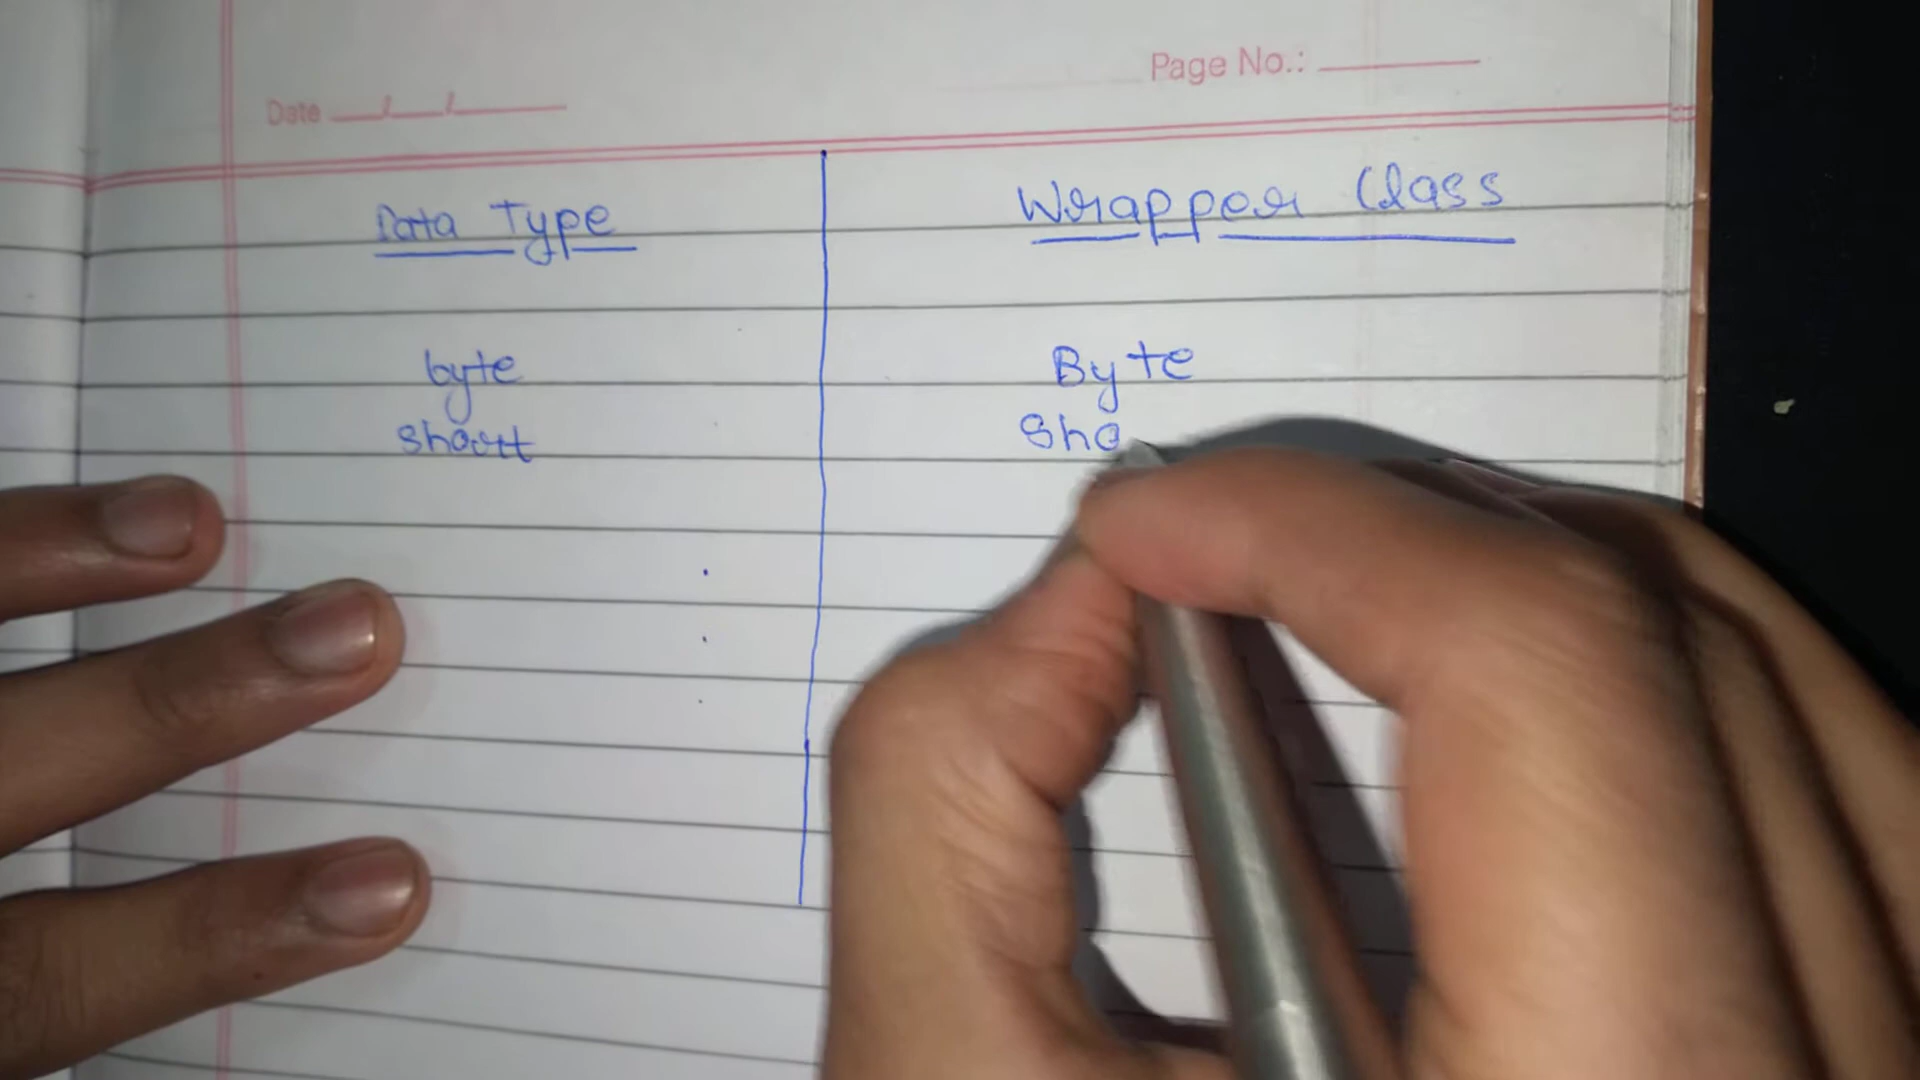 Page No.:
Date
Data Type Wrapper Class
byte Byte
short Sho